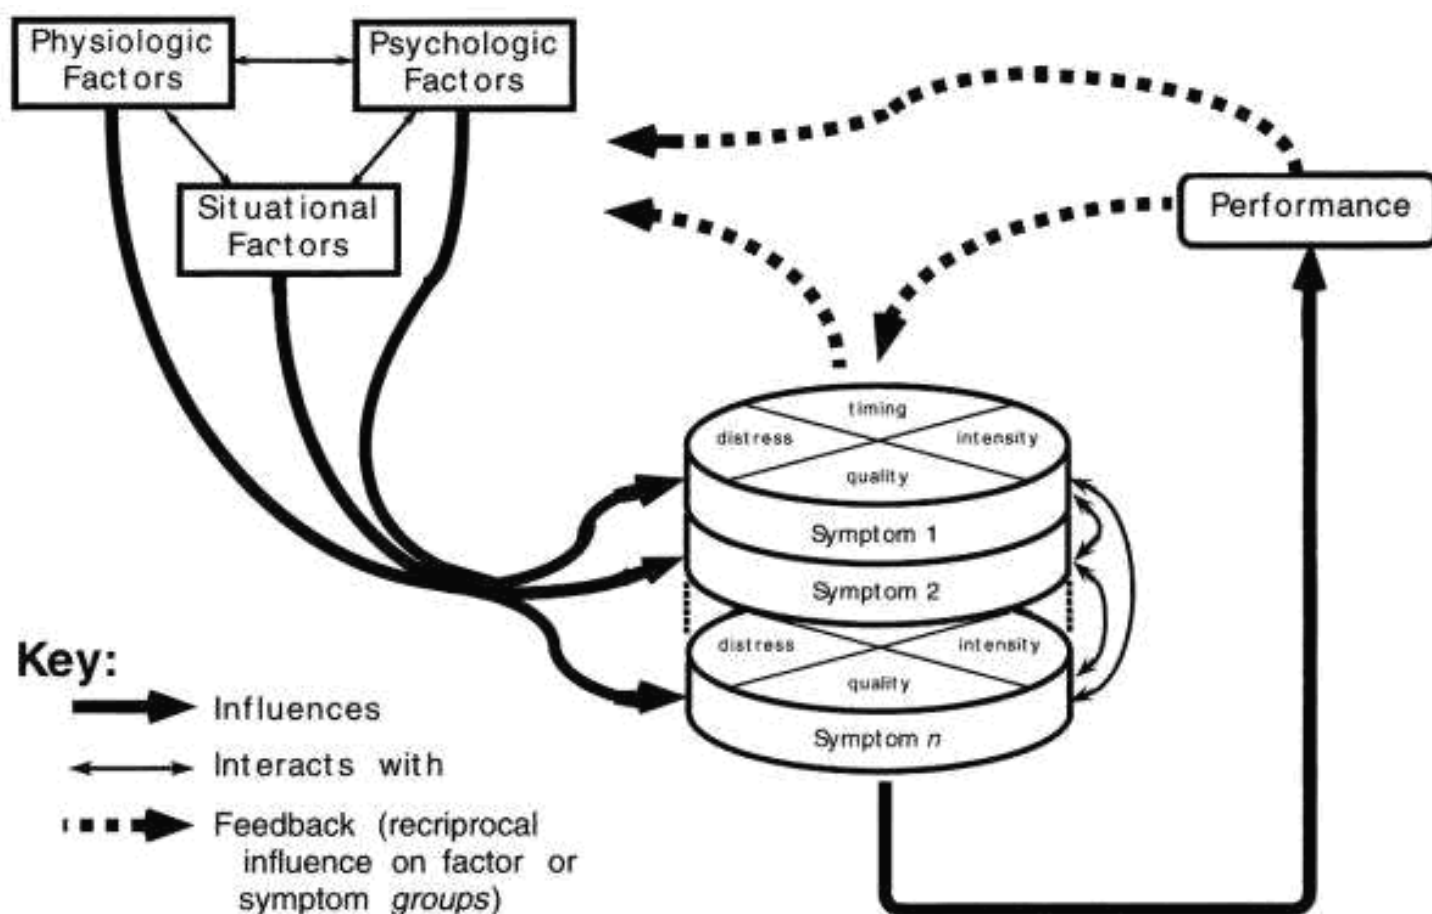 Physiologic
Factors
Psychologic
Factors
Situational
Factors
Performance
timing
distress
intensity
quality
Symptom 1
Symptom 2
distress
intensity
quality
Symptom n
Key:
Influences
Interacts with
Feedback (recriprocal
influence on factor or
symptom groups)